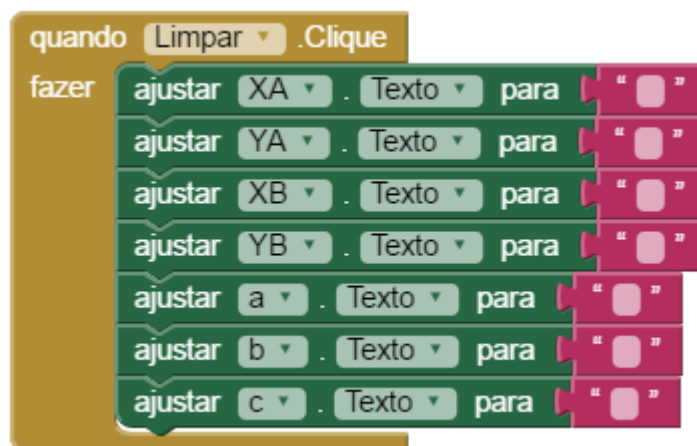 quando Limpar .Clique
fazer ajustar XA . Texto para “ ”
ajustar YA . Texto para “ ”
ajustar XB . Texto para “ ”
ajustar YB . Texto para “ ”
ajustar a . Texto para “ ”
ajustar b . Texto para “ ”
ajustar c . Texto para “ ”